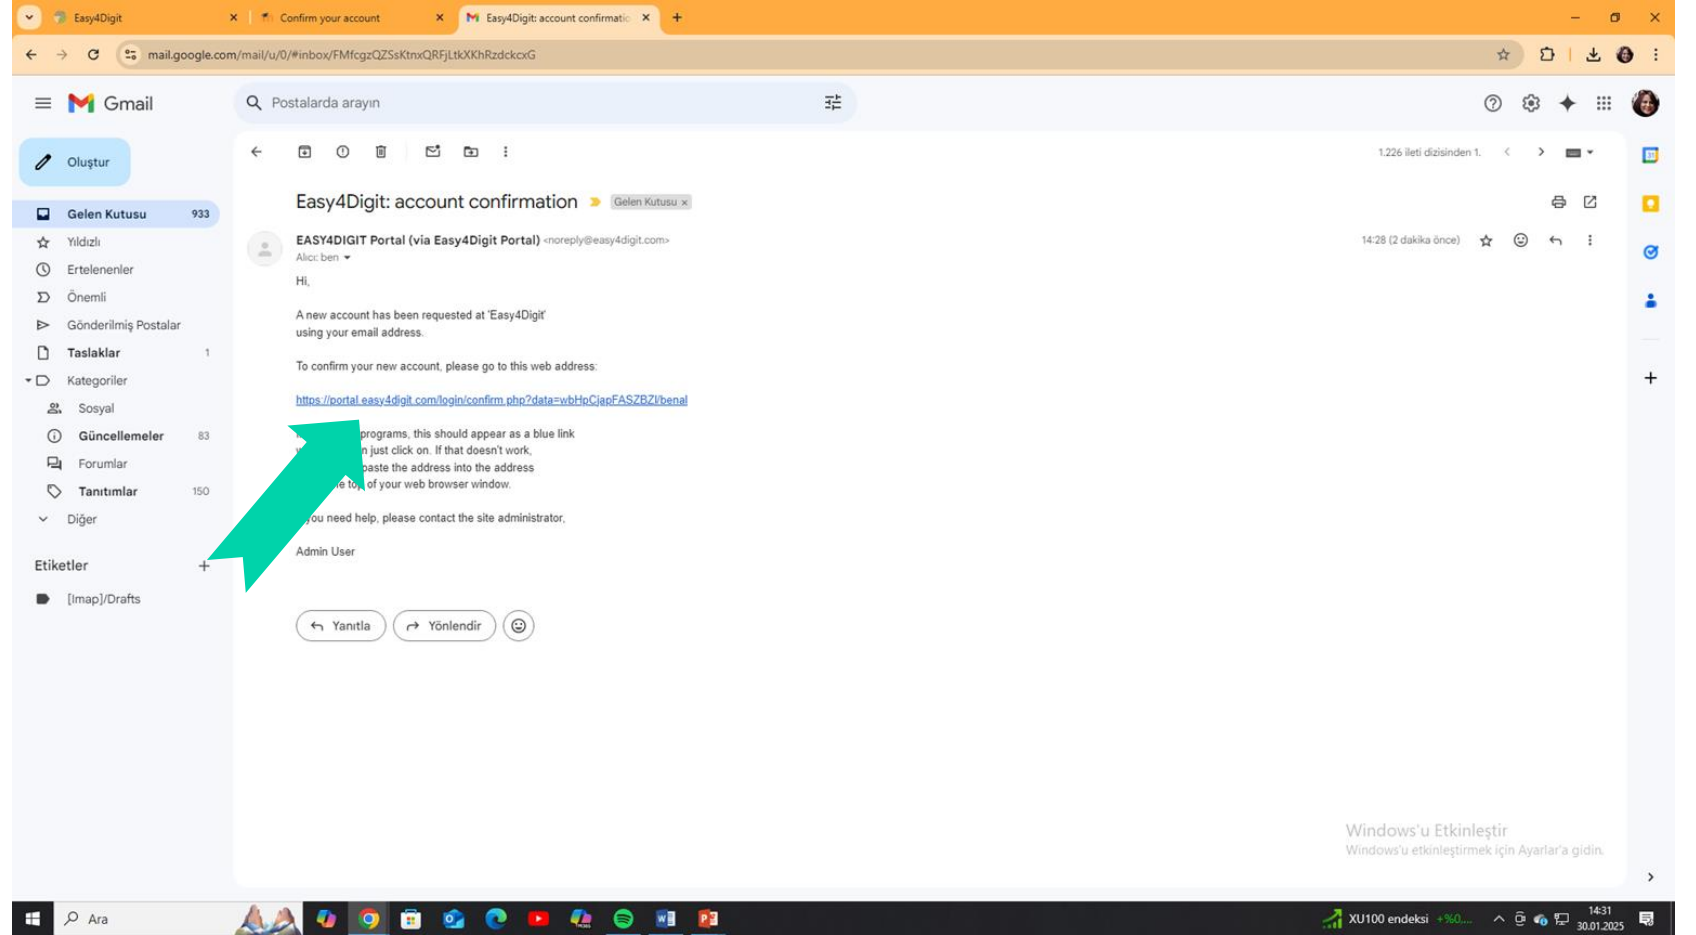 Easy4Digit
Confirm your account
Easy4Digit: account confirmatio
mail.google.com/mail/u/0/#inbox/FMfcgzQZSsKtnxQRFjLtkXKhRzdckcxG
Gmail
Postalarda arayın
Oluştur
1.226 ileti dizisinden 1.
Gelen Kutusu 933
Yıldızlı
Ertelenenler
Önemli
Gönderilmiş Postalar
Taslaklar 1
Kategoriler
Sosyal
Güncellemeler 83
Forumlar
Tanıtımlar 150
Diğer
Etiketler
[Imap]/Drafts
Easy4Digit: account confirmation Gelen Kutusu x
EASY4DIGIT Portal (via Easy4Digit Portal) <noreply@easy4digit.com>
14:28 (2 dakika önce)
Alıcı: ben
Hi,
A new account has been requested at 'Easy4Digit'
using your email address.
To confirm your new account, please go to this web address:
https://portal.easy4digit.com/login/confirm.php?data=wbHpCjapFASZBZI/benal
programs, this should appear as a blue link
just click on. If that doesn't work,
paste the address into the address
top of your web browser window.
you need help, please contact the site administrator,
Admin User
Yanıtla
Yönlendir
Windows'u Etkinleştir
Windows'u etkinleştirmek için Ayarlar'a gidin.
Ara
XU100 endeksi +%0,...
14:31
30.01.2025